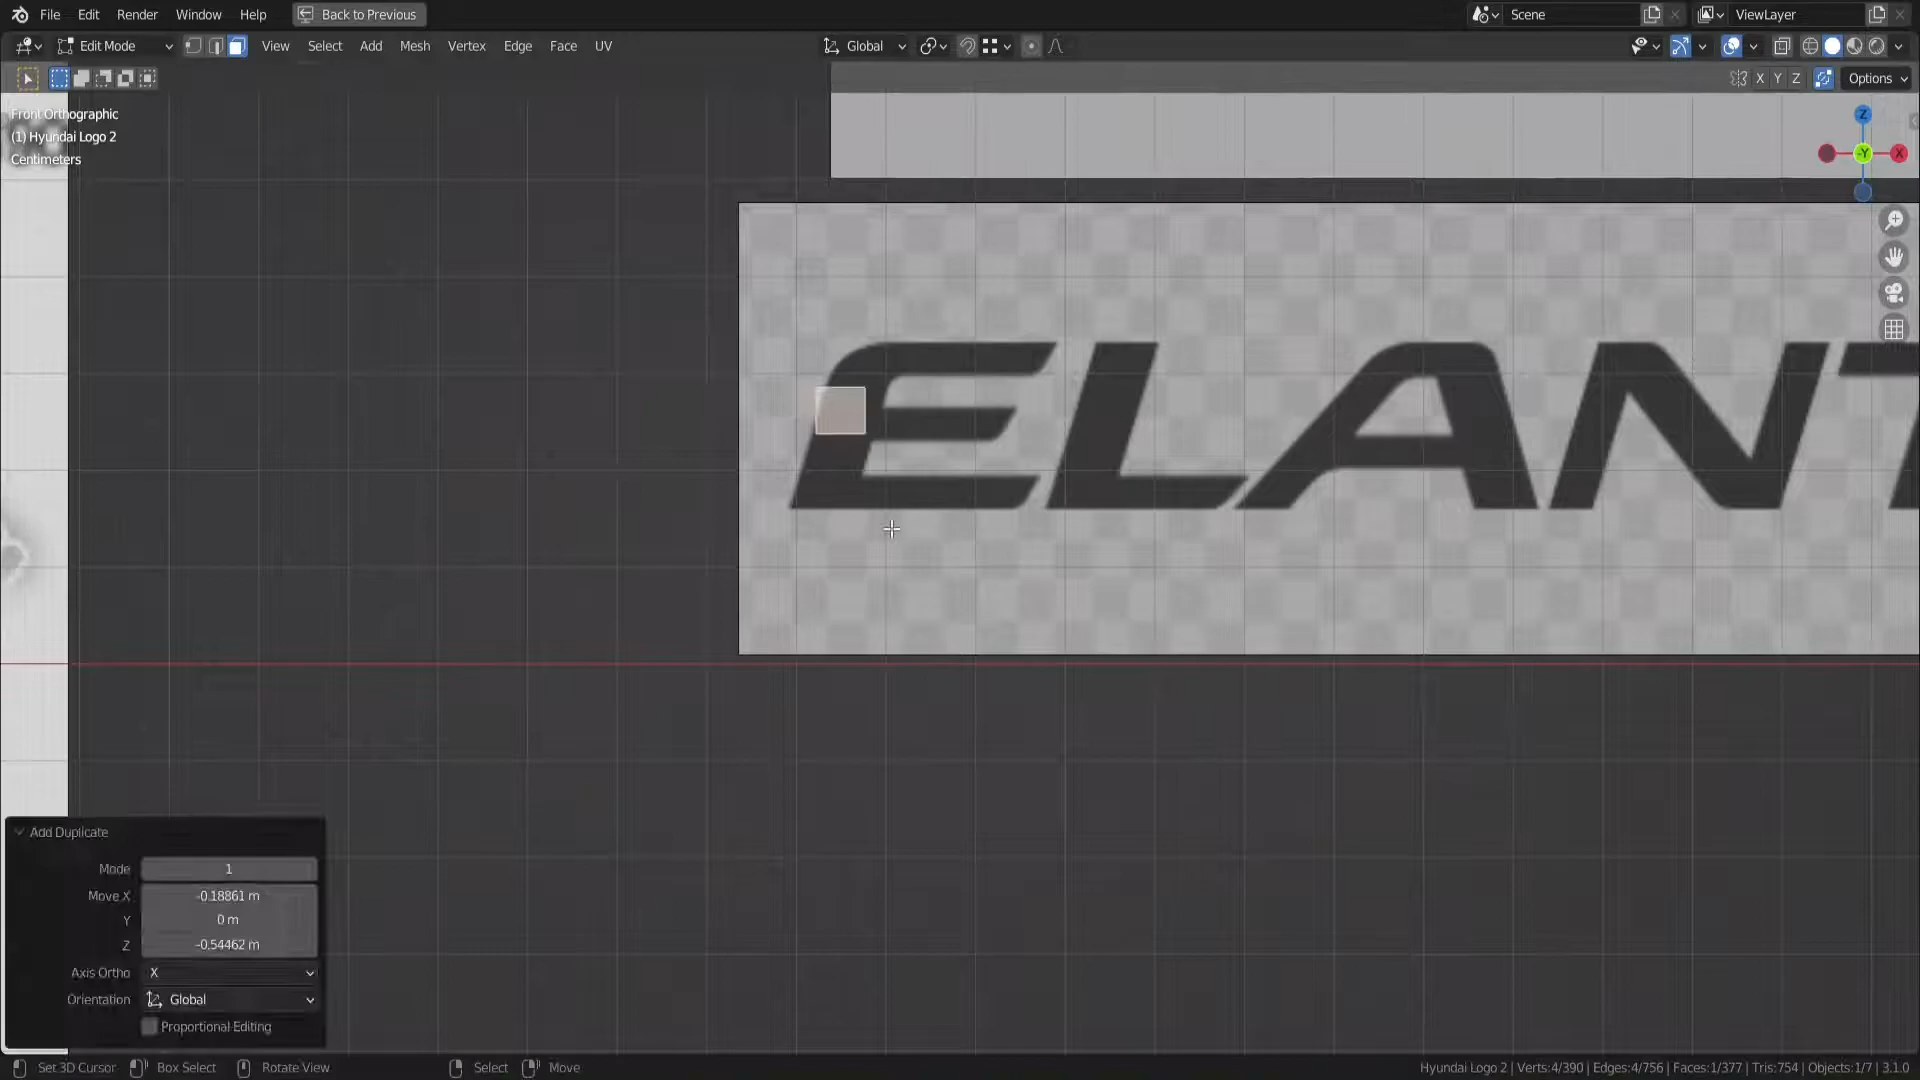 File Edit Render Window Help Back to Previous Scene ViewLayer
Edit Mode View Select Add Mesh Vertex Edge Face UV Global
X Y Z Options
Front Orthographic
(1) Hyundai Logo 2
Centimeters
Z
-Y X
ELANT
Add Duplicate
Mode 1
Move X -0.18861 m
Y 0 m
Z -0.54462 m
Axis Ortho X
Orientation Global
Proportional Editing
Set 3D Cursor Box Select Rotate View Select Move Hyundai Logo 2 | Verts:4/390 | Edges:4/756 | Faces:1/377 | Tris:754 | Objects:1/7 | 3.1.0